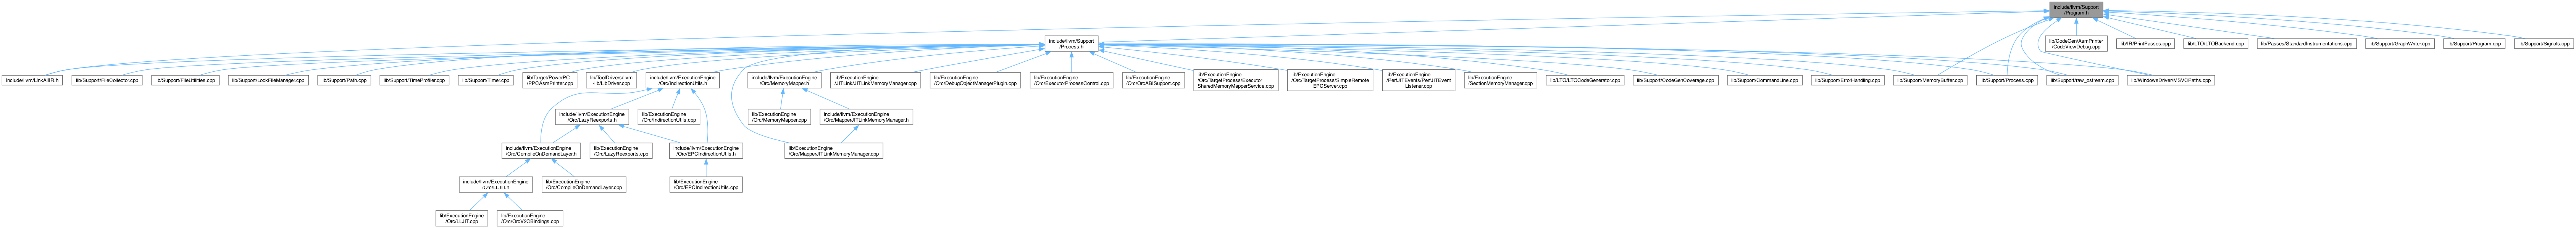 include/llvm/Support
/Program.h
include/llvm/Support
/Process.h
lib/CodeGen/AsmPrinter
/CodeViewDebug.cpp
lib/IR/PrintPasses.cpp
lib/LTO/LTOBackend.cpp
lib/Passes/StandardInstrumentations.cpp
lib/Support/GraphWriter.cpp
lib/Support/Program.cpp
lib/Support/Signals.cpp
include/llvm/LinkAllIR.h
lib/Support/FileCollector.cpp
lib/Support/FileUtilities.cpp
lib/Support/LockFileManager.cpp
lib/Support/Path.cpp
lib/Support/TimeProfiler.cpp
lib/Support/Timer.cpp
lib/Target/PowerPC
/PPCAsmPrinter.cpp
lib/ToolDrivers/llvm
-lib/LibDriver.cpp
include/llvm/ExecutionEngine
/Orc/IndirectionUtils.h
include/llvm/ExecutionEngine
/Orc/MemoryMapper.h
lib/ExecutionEngine
/JITLink/JITLinkMemoryManager.cpp
lib/ExecutionEngine
/Orc/DebugObjectManagerPlugin.cpp
lib/ExecutionEngine
/Orc/ExecutorProcessControl.cpp
lib/ExecutionEngine
/Orc/OrcABISupport.cpp
lib/ExecutionEngine
/Orc/TargetProcess/Executor
SharedMemoryMapperService.cpp
lib/ExecutionEngine
/Orc/TargetProcess/SimpleRemote
EPCServer.cpp
lib/ExecutionEngine
/PerfJITEvents/PerfJITEvent
Listener.cpp
lib/ExecutionEngine
/SectionMemoryManager.cpp
lib/LTO/LTOCodeGenerator.cpp
lib/Support/CodeGenCoverage.cpp
lib/Support/CommandLine.cpp
lib/Support/ErrorHandling.cpp
lib/Support/MemoryBuffer.cpp
lib/Support/Process.cpp
lib/Support/raw_ostream.cpp
lib/WindowsDriver/MSVCPaths.cpp
include/llvm/ExecutionEngine
/Orc/LazyReexports.h
lib/ExecutionEngine
/Orc/IndirectionUtils.cpp
lib/ExecutionEngine
/Orc/MemoryMapper.cpp
include/llvm/ExecutionEngine
/Orc/MapperJITLinkMemoryManager.h
include/llvm/ExecutionEngine
/Orc/CompileOnDemandLayer.h
lib/ExecutionEngine
/Orc/LazyReexports.cpp
include/llvm/ExecutionEngine
/Orc/EPCIndirectionUtils.h
lib/ExecutionEngine
/Orc/MapperJITLinkMemoryManager.cpp
include/llvm/ExecutionEngine
/Orc/LLJIT.h
lib/ExecutionEngine
/Orc/CompileOnDemandLayer.cpp
lib/ExecutionEngine
/Orc/EPCIndirectionUtils.cpp
lib/ExecutionEngine
/Orc/LLJIT.cpp
lib/ExecutionEngine
/Orc/OrcV2CBindings.cpp